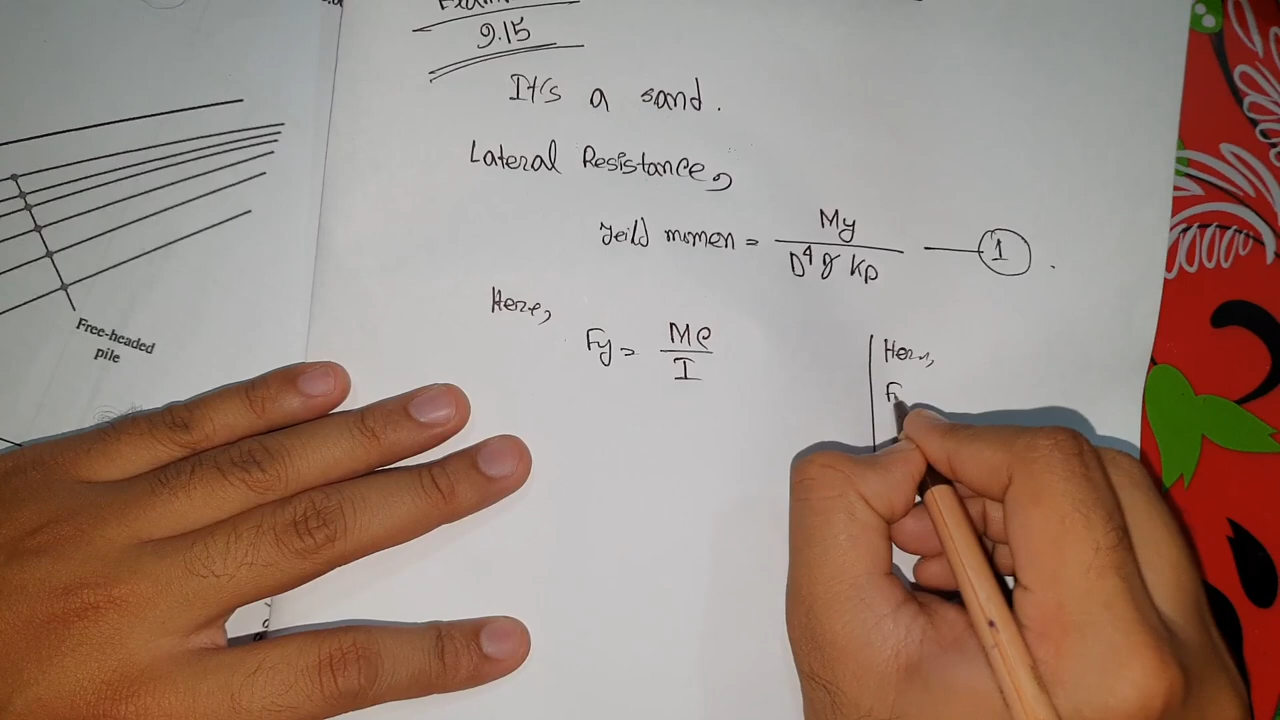 9.15
It's a sand.
Lateral Resistance,
Yeild momen = My / D⁴ γ Kp — 1 .
Here,
Fy = Mc / I
Here,
F
Free-headed
pile